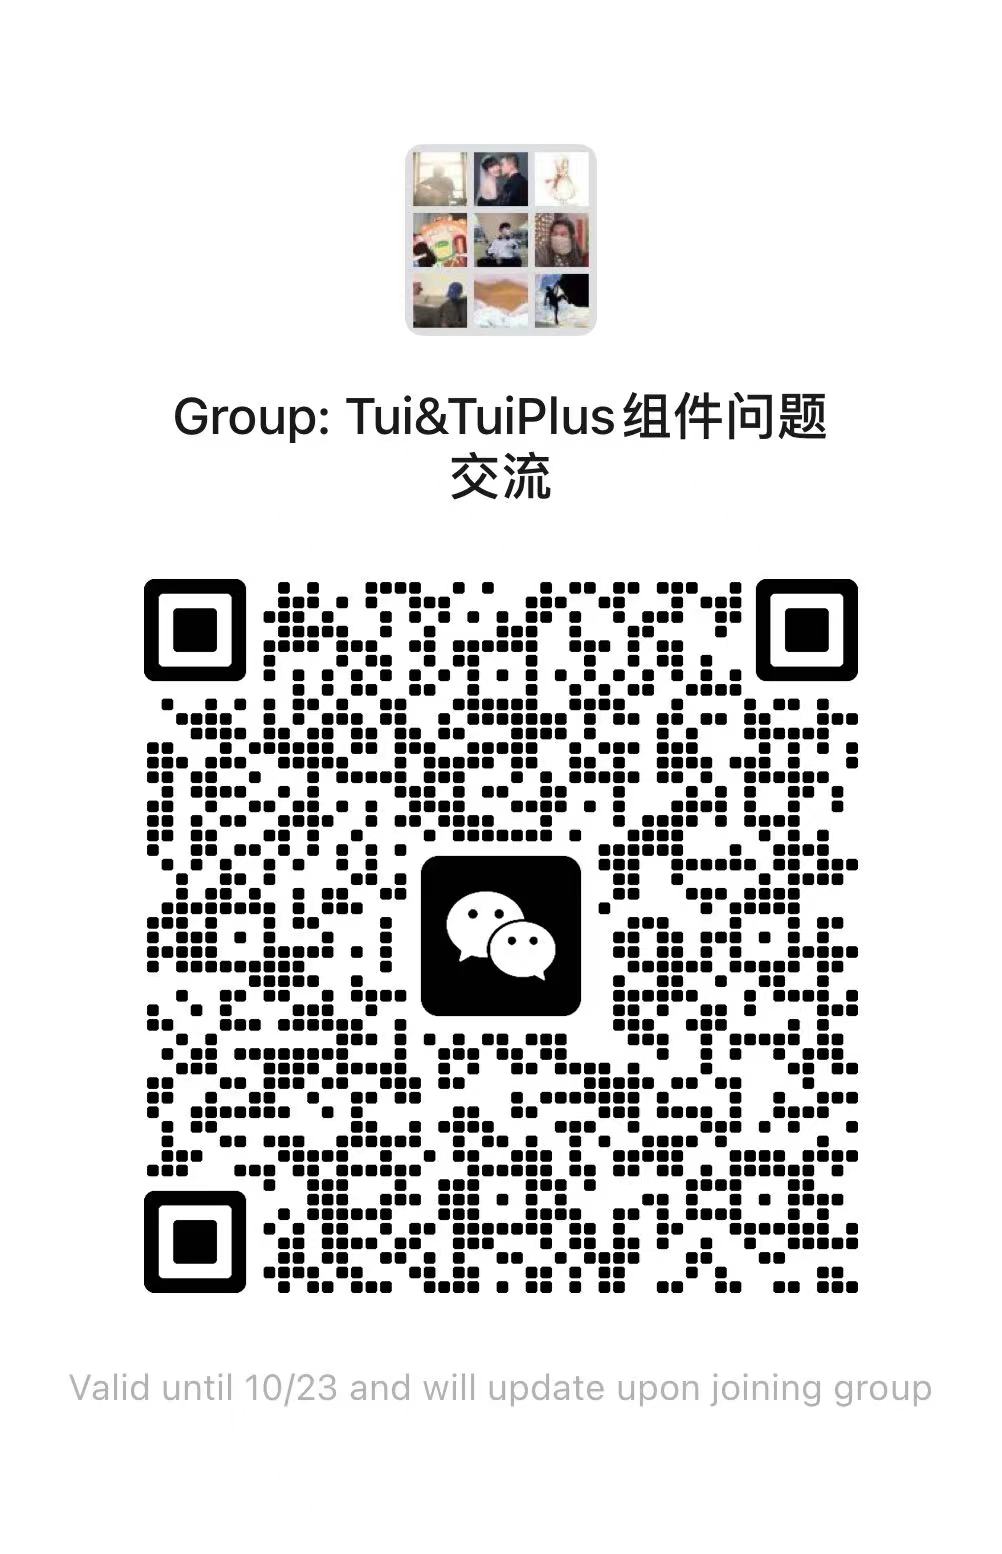 Group: Tui&TuiPlus组件问题
交流
Valid until 10/23 and will update upon joining group